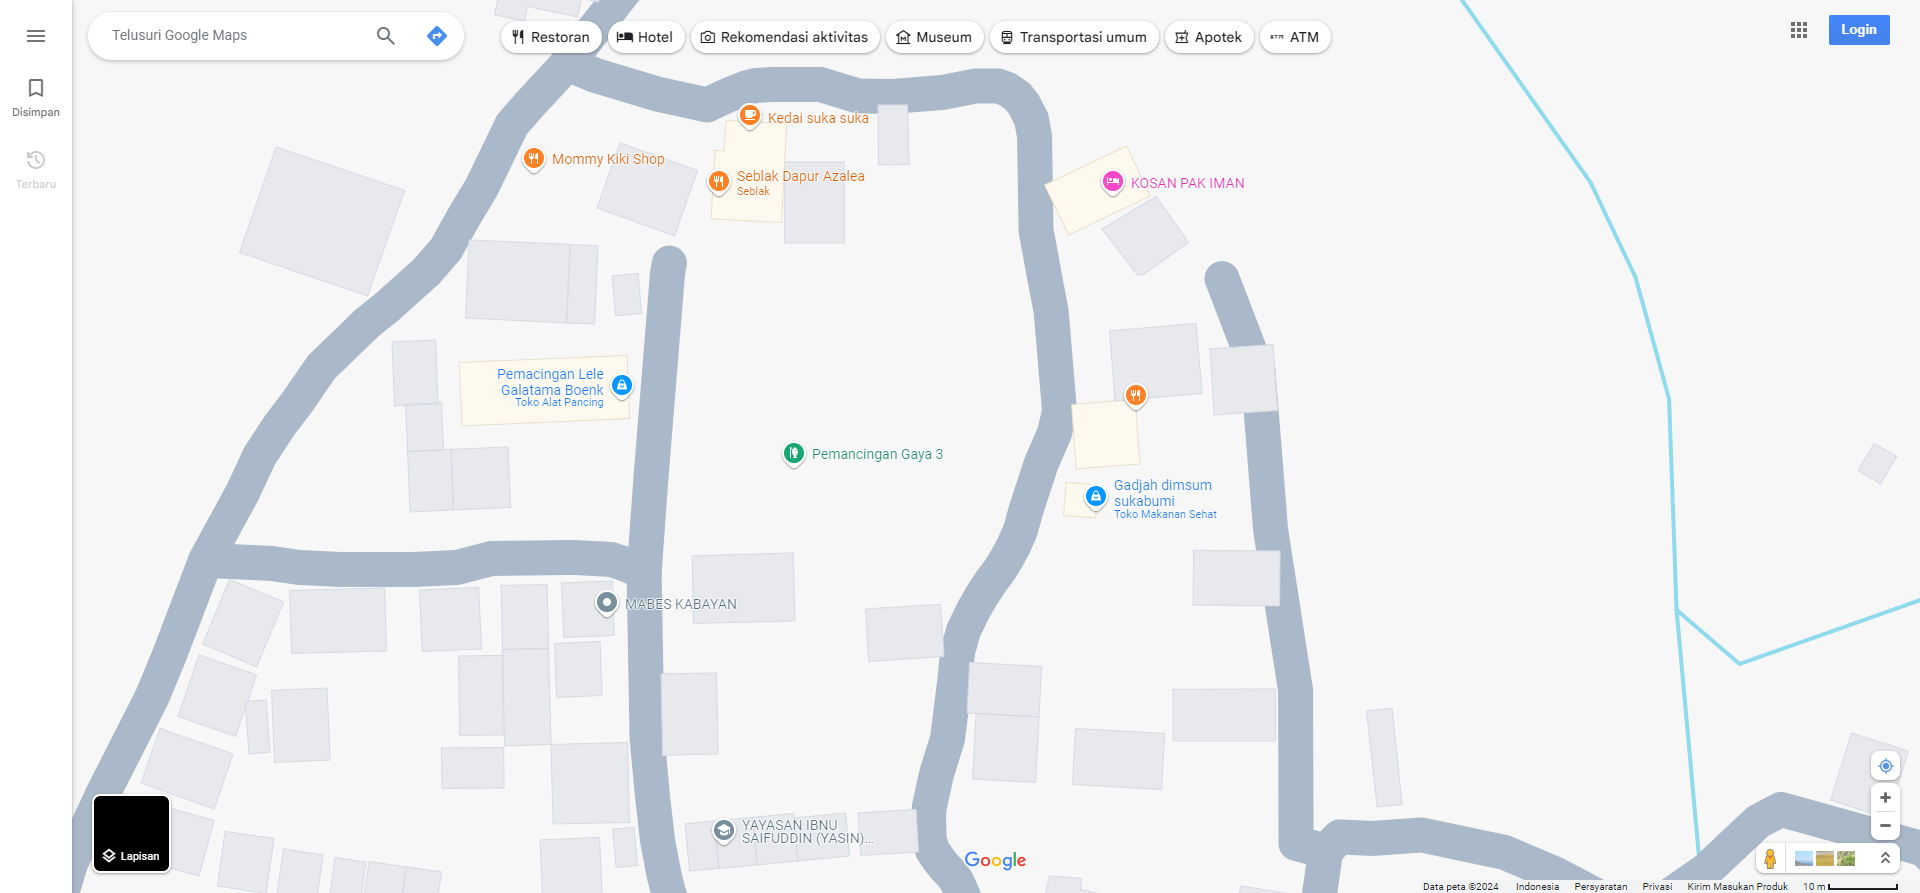 Telusuri Google Maps
Restoran
Hotel
Rekomendasi aktivitas
Museum
Transportasi umum
Apotek
ATM
Login
Disimpan
Terbaru
Kedai suka suka
Mommy Kiki Shop
Seblak Dapur Azalea
Seblak
KOSAN PAK IMAN
Pemacingan Lele
Galatama Boenk
Toko Alat Pancing
Pemancingan Gaya 3
Gadjah dimsum
sukabumi
Toko Makanan Sehat
MABES KABAYAN
YAYASAN IBNU
SAIFUDDIN (YASIN)...
Lapisan
Google
Data peta ©2024
Indonesia
Persyaratan
Privasi
Kirim Masukan Produk
10 m